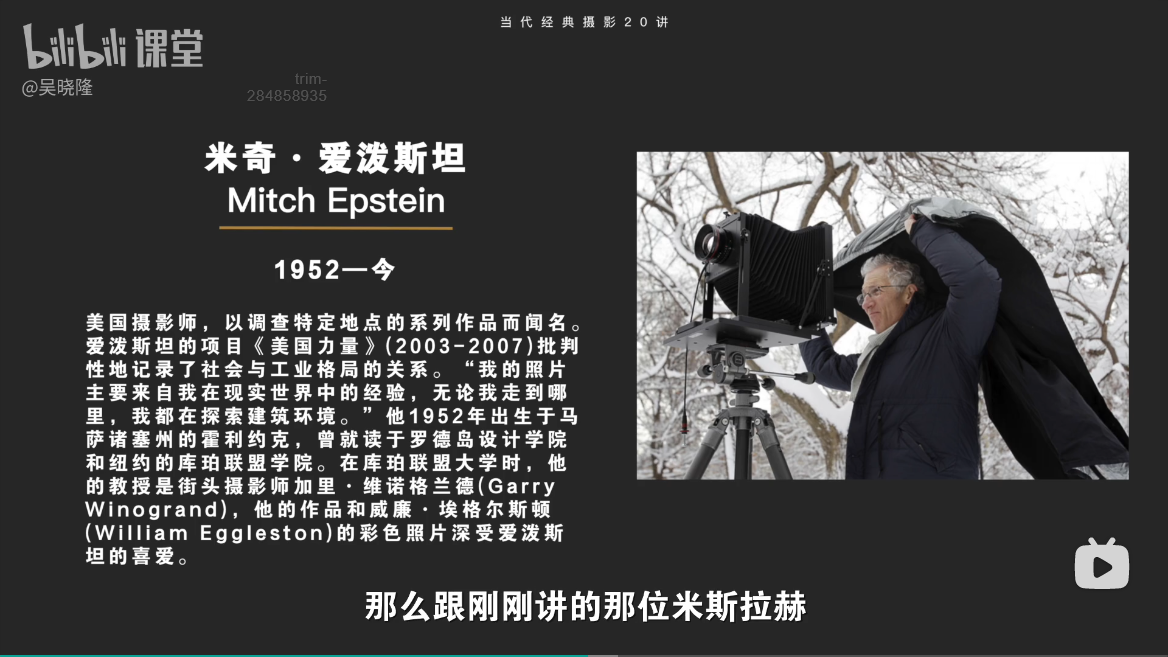 当代经典摄影20讲
bilibili 课堂
@吴晓隆
trim-
284858935
米奇·爱泼斯坦
Mitch Epstein
1952—今
美国摄影师，以调查特定地点的系列作品而闻名。
爱泼斯坦的项目《美国力量》(2003-2007)批判
性地记录了社会与工业格局的关系。“我的照片
主要来自我在现实世界中的经验，无论我走到哪
里，我都在探索建筑环境。”他1952年出生于马
萨诸塞州的霍利约克，曾就读于罗德岛设计学院
和纽约的库珀联盟学院。在库珀联盟大学时，他
的教授是街头摄影师加里·维诺格兰德(Garry
Winogrand)，他的作品和威廉·埃格尔斯顿
(William Eggleston)的彩色照片深受爱泼斯
坦的喜爱。
那么跟刚刚讲的那位米斯拉赫